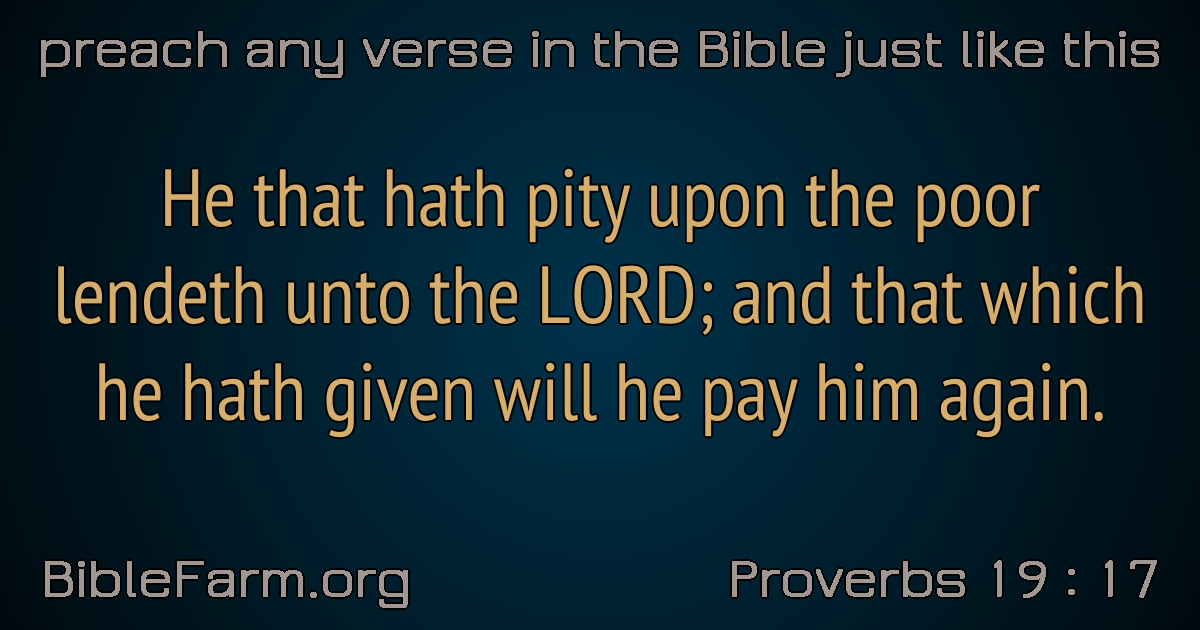 preach any verse in the Bible just like this
He that hath pity upon the poor
lendeth unto the LORD; and that which
he hath given will he pay him again.
BibleFarm.org
Proverbs 19 : 17